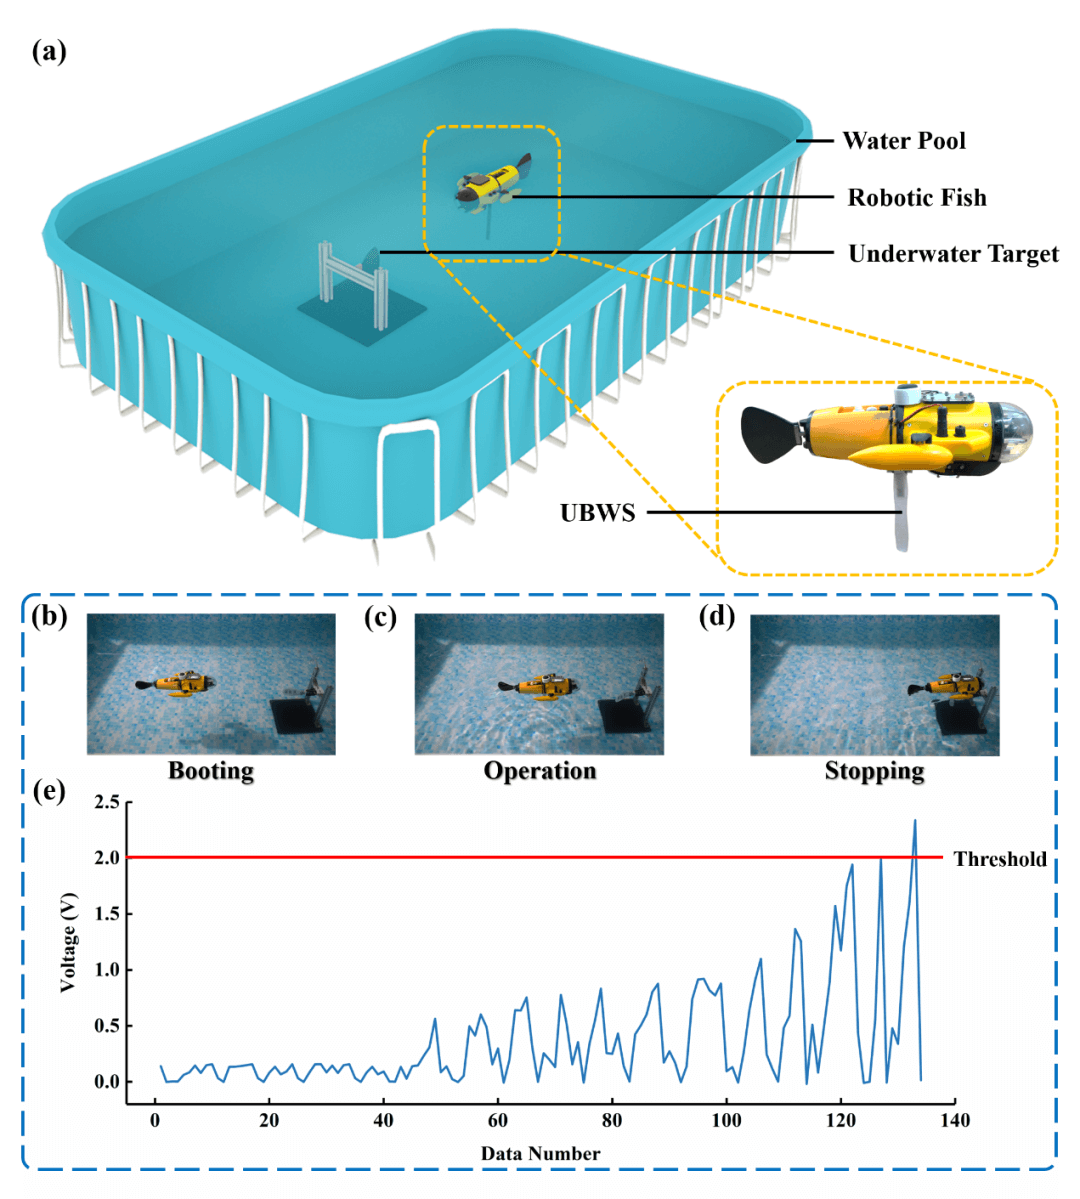 (a)
Water Pool
Robotic Fish
Underwater Target
UBWS
(b)
(c)
(d)
Booting
Operation
Stopping
(e)
2.5
2.0
1.5
1.0
0.5
0.0
Voltage (V)
Threshold
0
20
40
60
80
100
120
140
Data Number